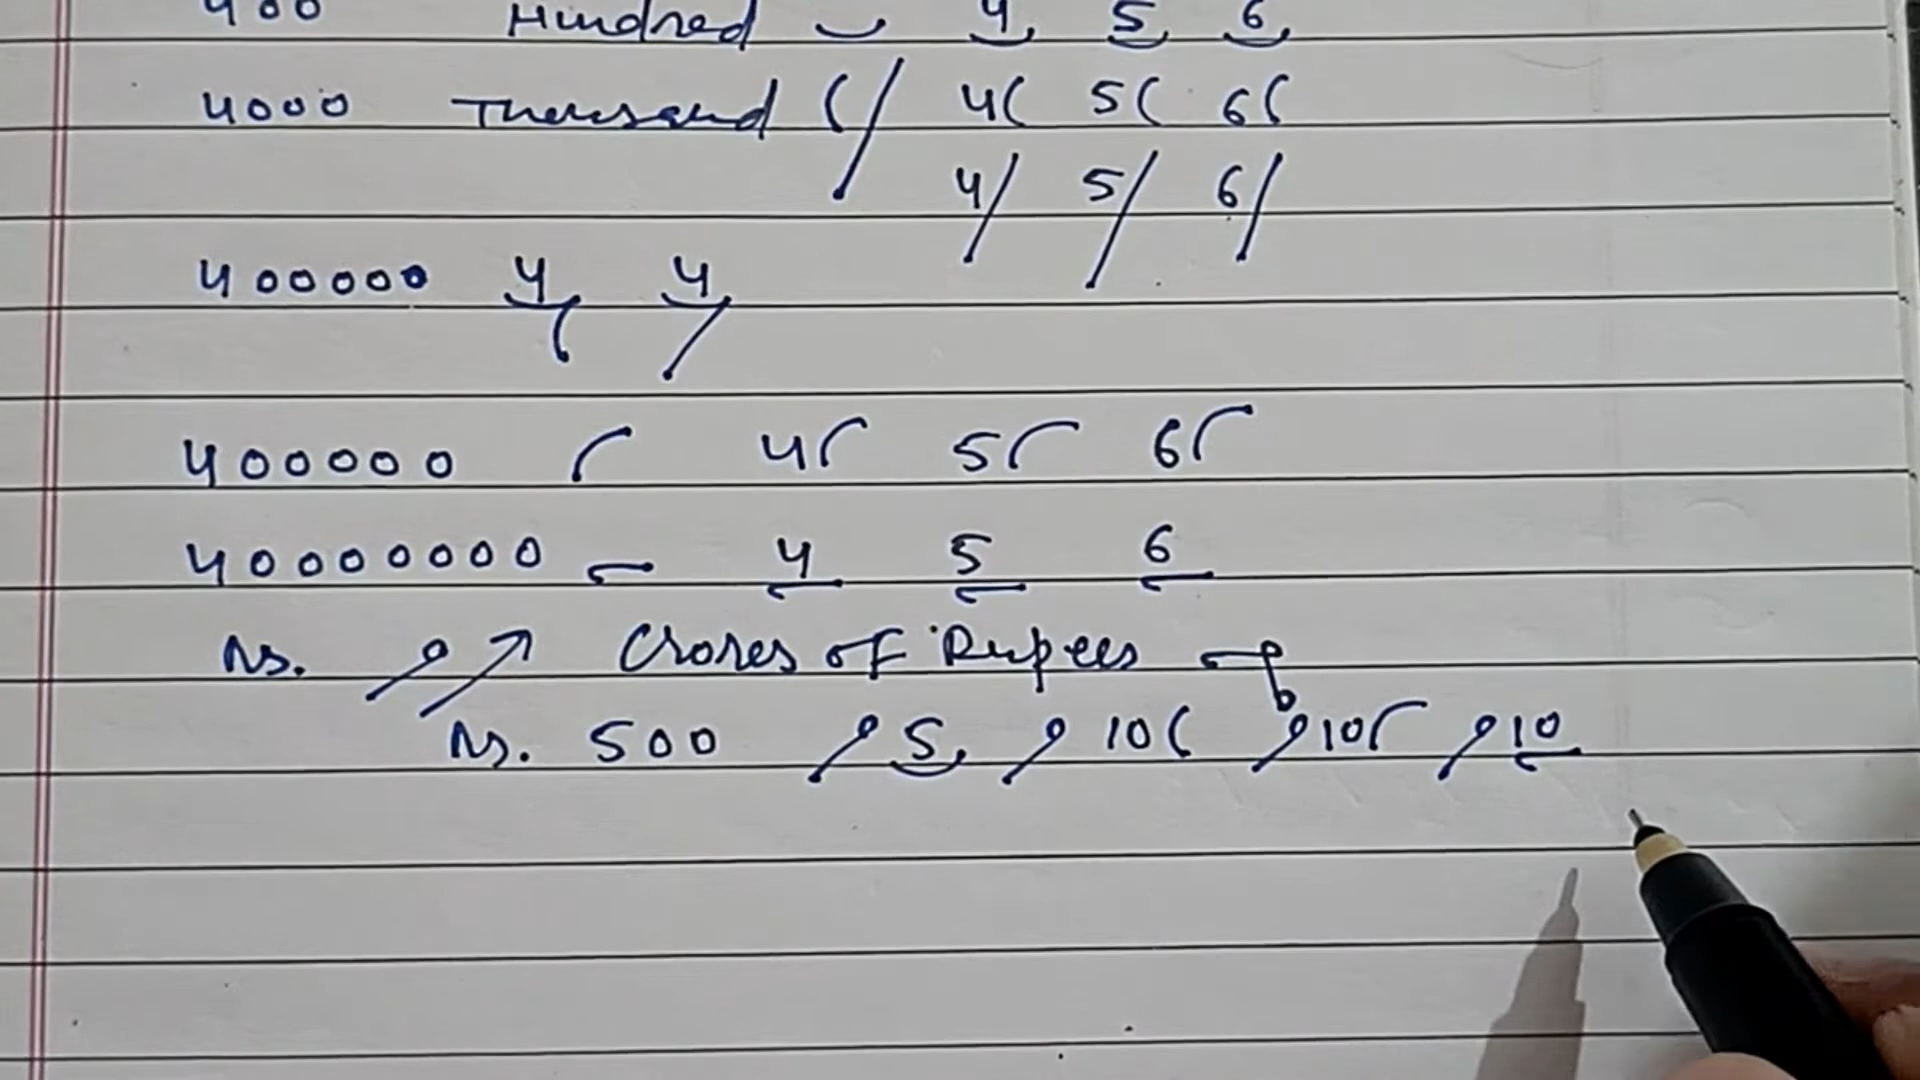 400 Hundred 4 5 6
4000 Thousand ( / 4( 5( 6(
4/ 5/ 6/
400000 4 4
400000 4 5 6
40000000 4 5 6
Rs. Crores of Rupees
Rs. 500 5 10( 10 10